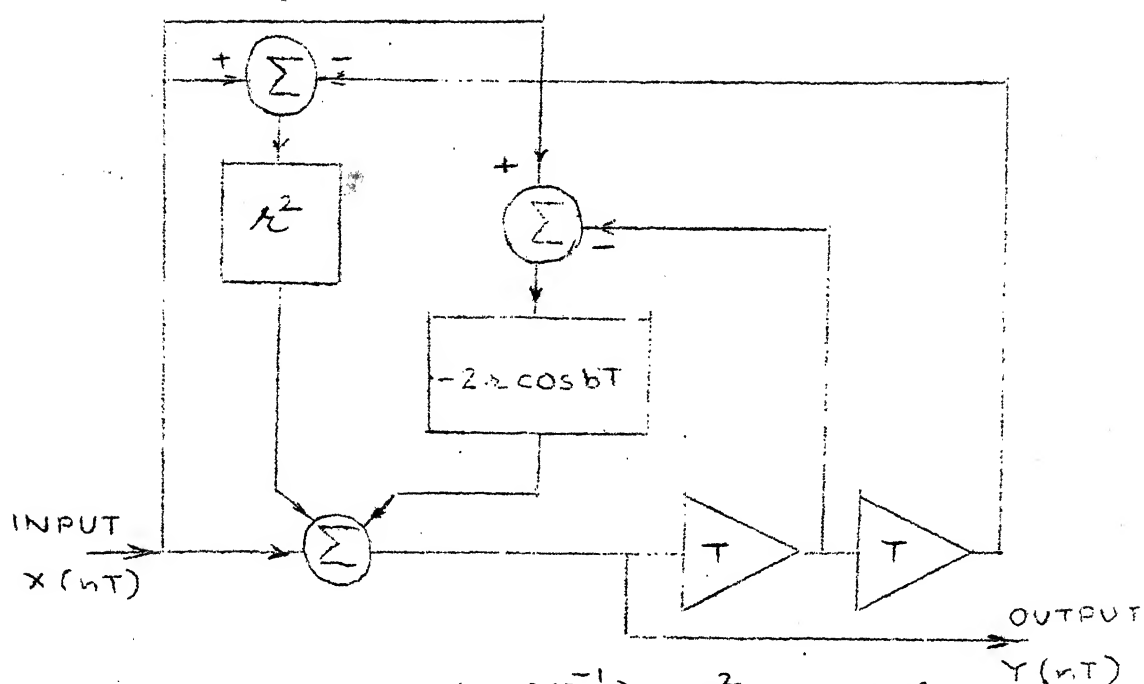 + Σ -
r²
+
Σ
-
-2r cos bT
INPUT
X(nT)
Σ
T
T
OUTPUT
Y(nT)